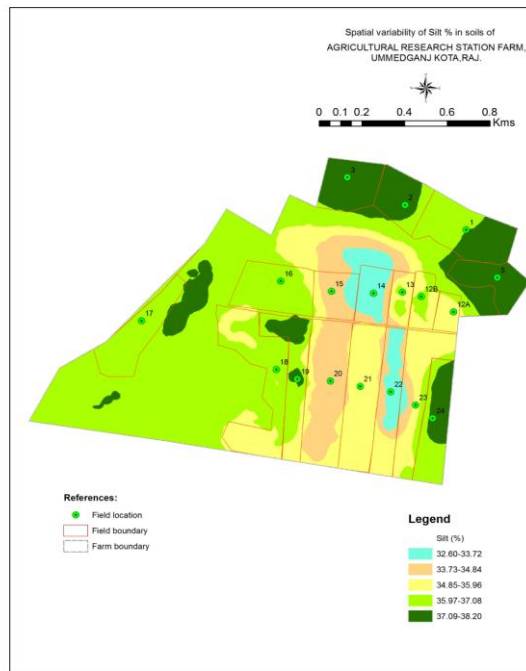 Spatial variability of Silt % in soils of
AGRICULTURAL RESEARCH STATION FARM,
UMMEDGANJ KOTA,RAJ.
0 0.1 0.2 0.4 0.6 0.8
Kms
3
2
1
5
16
15
14
13
12B
12A
17
18
19
20
21
22
23
24
References:
Field location
Field boundary
Farm boundary
Legend
Silt (%)
32.60-33.72
33.73-34.84
34.85-35.96
35.97-37.08
37.09-38.20